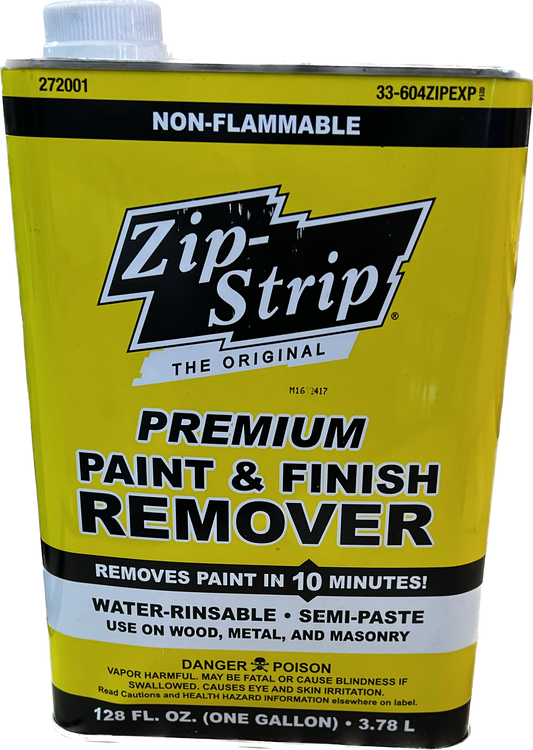 272001 33-604ZIPEXP 0214
NON-FLAMMABLE
Zip-
Strip®
THE ORIGINAL
M16 2417
PREMIUM
PAINT & FINISH
REMOVER
REMOVES PAINT IN 10 MINUTES!
WATER-RINSABLE • SEMI-PASTE
USE ON WOOD, METAL, AND MASONRY
DANGER ☠ POISON
VAPOR HARMFUL. MAY BE FATAL OR CAUSE BLINDNESS IF
SWALLOWED. CAUSES EYE AND SKIN IRRITATION.
Read Cautions and HEALTH HAZARD INFORMATION elsewhere on label.
128 FL. OZ. (ONE GALLON) • 3.78 L